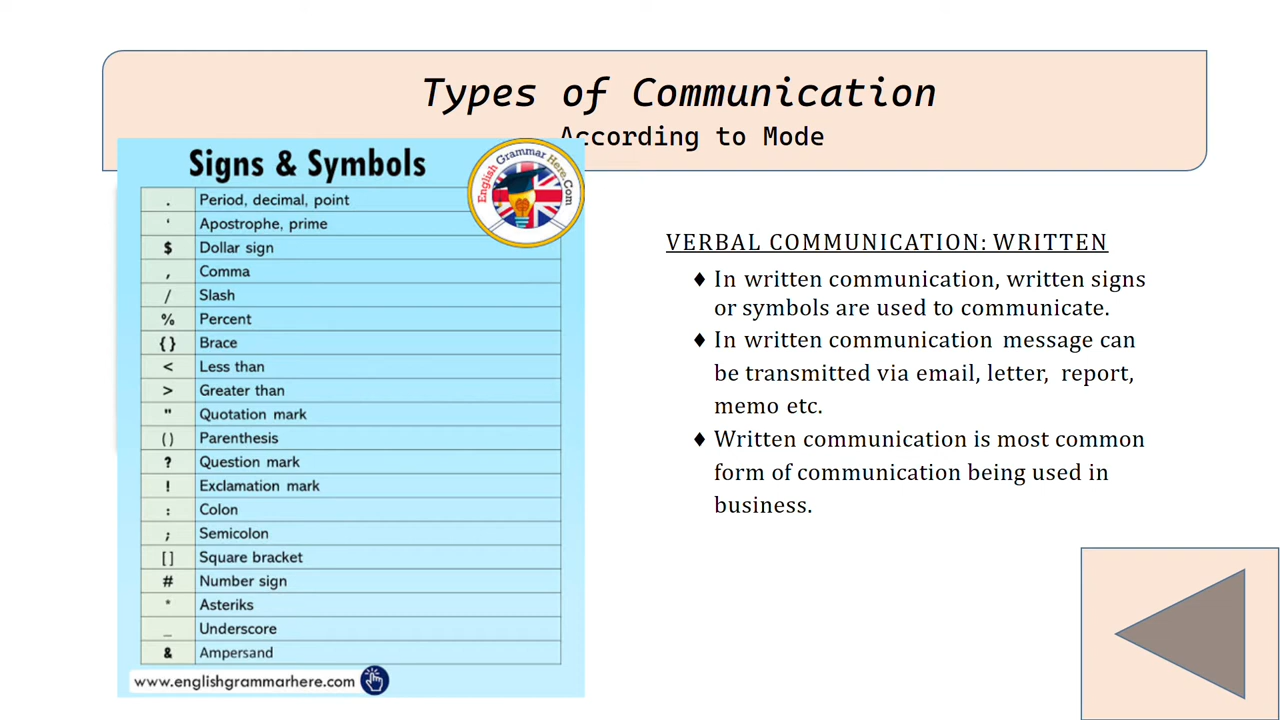 Types of Communication
According to Mode
Signs & Symbols
English Grammar Here.Com
. Period, decimal, point
‘ Apostrophe, prime
$ Dollar sign
, Comma
/ Slash
% Percent
{ } Brace
< Less than
> Greater than
" Quotation mark
( ) Parenthesis
? Question mark
! Exclamation mark
: Colon
; Semicolon
[ ] Square bracket
# Number sign
* Asteriks
_ Underscore
& Ampersand
www.englishgrammarhere.com
VERBAL COMMUNICATION: WRITTEN
♦ In written communication, written signs
or symbols are used to communicate.
♦ In written communication message can
be transmitted via email, letter, report,
memo etc.
♦ Written communication is most common
form of communication being used in
business.